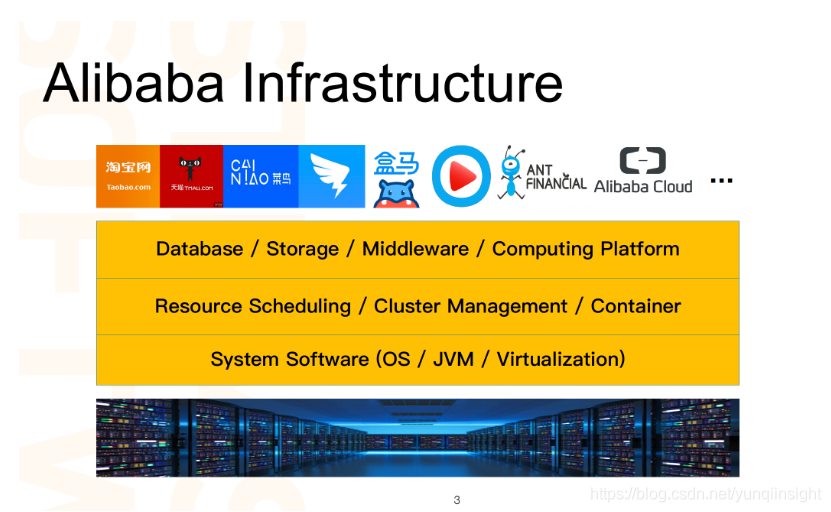 Alibaba Infrastructure
淘宝网
Taobao.com
天猫 TMALL.COM
CAI
NIAO 菜鸟
盒马
ANT
FINANCIAL
Alibaba Cloud
...
Database / Storage / Middleware / Computing Platform
Resource Scheduling / Cluster Management / Container
System Software (OS / JVM / Virtualization)
3
https://blog.csdn.net/yunqiinsight